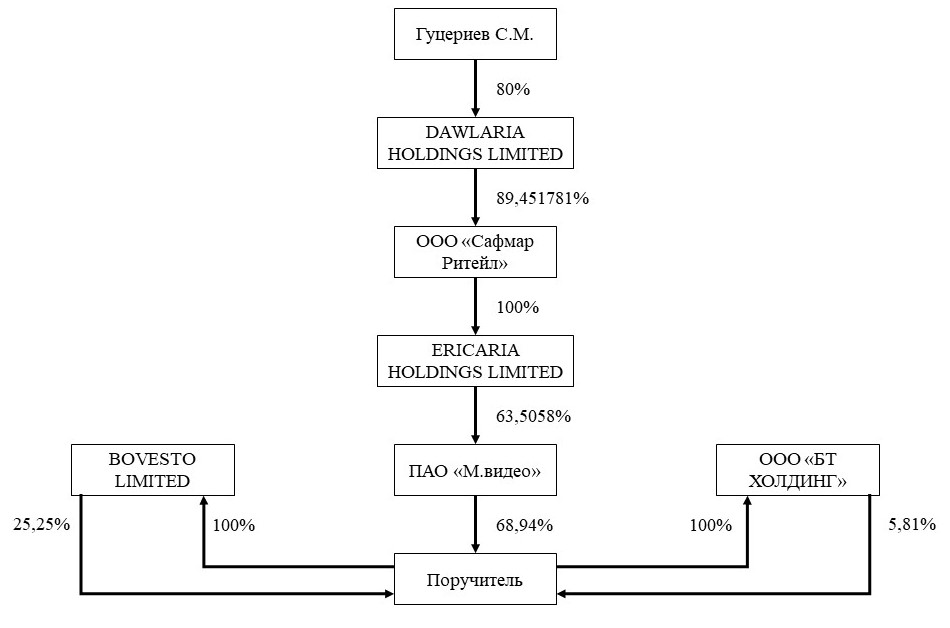 Гуцериев С.М.
80%
DAWLARIA
HOLDINGS LIMITED
89,451781%
ООО «Сафмар
Ритейл»
100%
ERICARIA
HOLDINGS LIMITED
63,5058%
BOVESTO
LIMITED
ПАО «М.видео»
ООО «БТ
ХОЛДИНГ»
25,25%
100%
68,94%
100%
5,81%
Поручитель